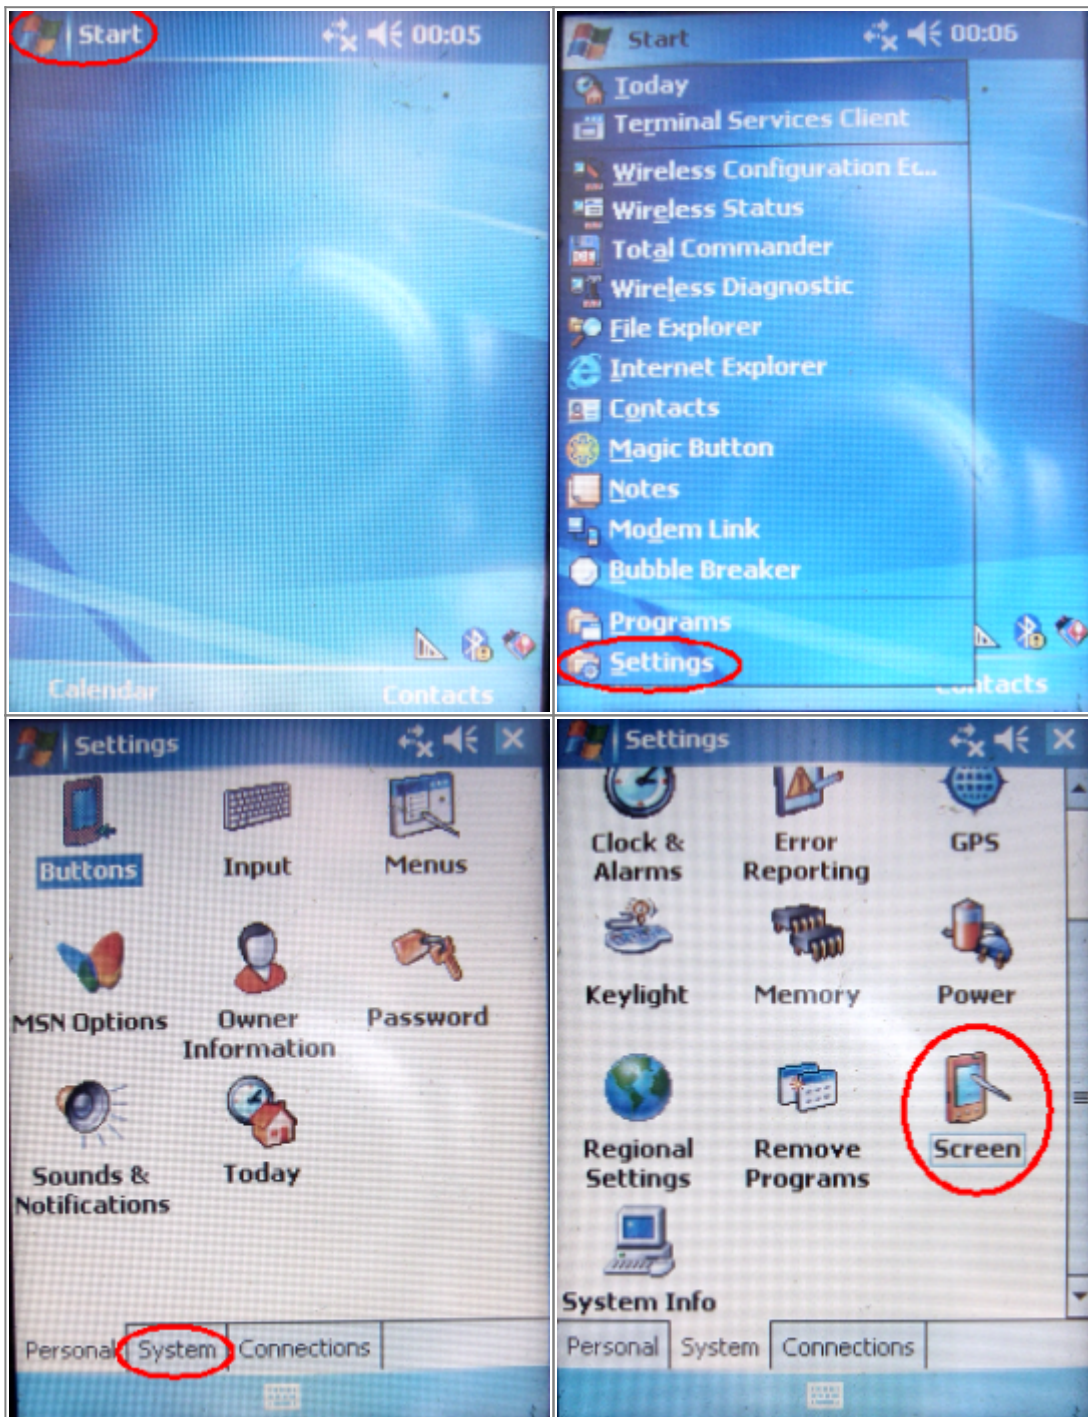 Start 00:05
Calendar Contacts
Start 00:06
Today
Terminal Services Client
Wireless Configuration Ec...
Wireless Status
Total Commander
Wireless Diagnostic
File Explorer
Internet Explorer
Contacts
Magic Button
Notes
Modem Link
Bubble Breaker
Programs
Settings
ntacts
Settings
Buttons Input Menus
MSN Options Owner Password
Information
Sounds & Today
Notifications
Personal System Connections
Settings
Clock & Error GPS
Alarms Reporting
Keylight Memory Power
Regional Remove Screen
Settings Programs
System Info
Personal System Connections